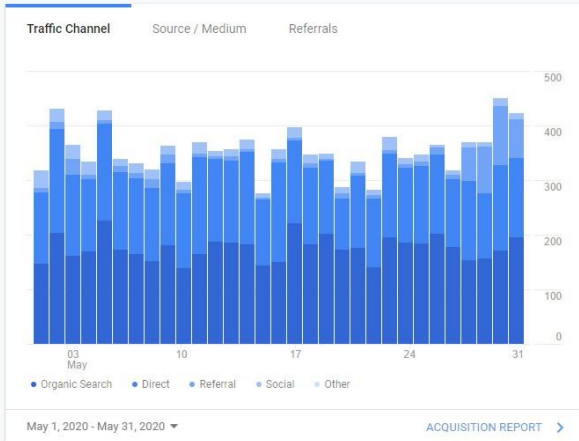 Traffic Channel Source / Medium Referrals
500
400
300
200
100
0
03 10 17 24 31
May
Organic Search Direct Referral Social Other
May 1, 2020 - May 31, 2020 ACQUISITION REPORT